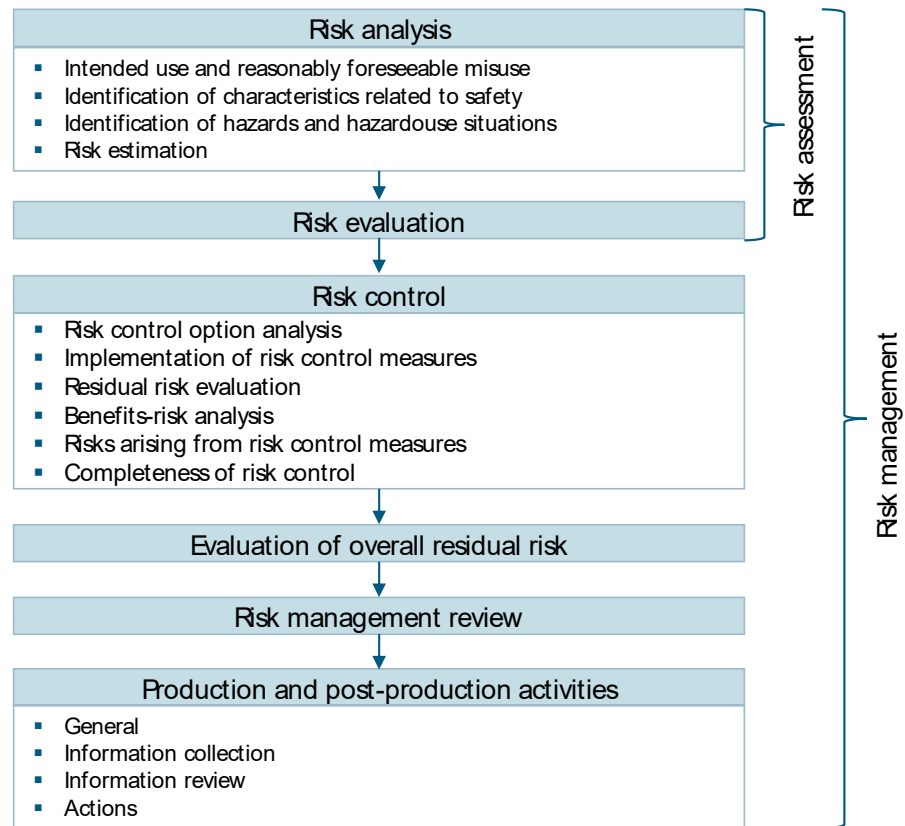 Risk analysis
▪ Intended use and reasonably foreseeable misuse
▪ Identification of characteristics related to safety
▪ Identification of hazards and hazardouse situations
▪ Risk estimation
Risk evaluation
Risk assessment
Risk control
▪ Risk control option analysis
▪ Implementation of risk control measures
▪ Residual risk evaluation
▪ Benefits-risk analysis
▪ Risks arising from risk control measures
▪ Completeness of risk control
Evaluation of overall residual risk
Risk management review
Production and post-production activities
▪ General
▪ Information collection
▪ Information review
▪ Actions
Risk management